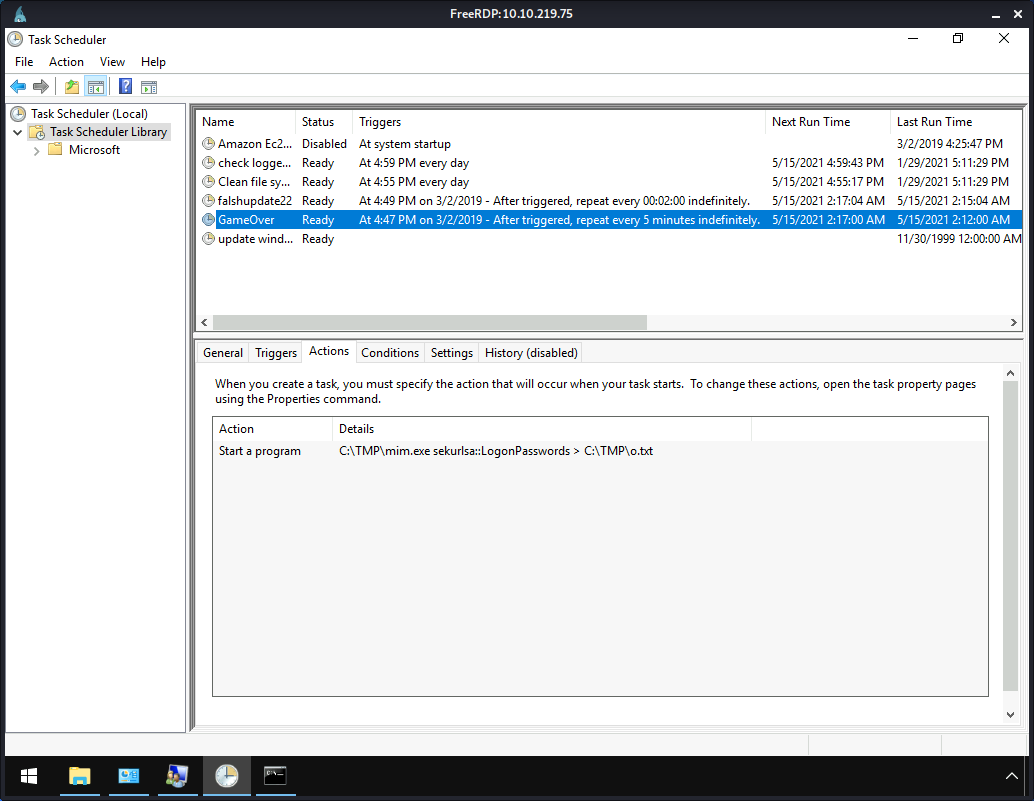 FreeRDP:10.10.219.75
Task Scheduler
File Action View Help
Task Scheduler (Local)
Task Scheduler Library
Microsoft
Name Status Triggers Next Run Time Last Run Time
Amazon Ec2... Disabled At system startup 3/2/2019 4:25:47 PM
check logge... Ready At 4:59 PM every day 5/15/2021 4:59:43 PM 1/29/2021 5:11:29 PM
Clean file sy... Ready At 4:55 PM every day 5/15/2021 4:55:17 PM 1/29/2021 5:11:29 PM
falshupdate22 Ready At 4:49 PM on 3/2/2019 - After triggered, repeat every 00:02:00 indefinitely. 5/15/2021 2:17:04 AM 5/15/2021 2:15:04 AM
GameOver Ready At 4:47 PM on 3/2/2019 - After triggered, repeat every 5 minutes indefinitely. 5/15/2021 2:17:00 AM 5/15/2021 2:12:00 AM
update wind... Ready 11/30/1999 12:00:00 AM
General Triggers Actions Conditions Settings History (disabled)
When you create a task, you must specify the action that will occur when your task starts. To change these actions, open the task property pages
using the Properties command.
Action Details
Start a program C:\TMP\mim.exe sekurlsa::LogonPasswords > C:\TMP\o.txt